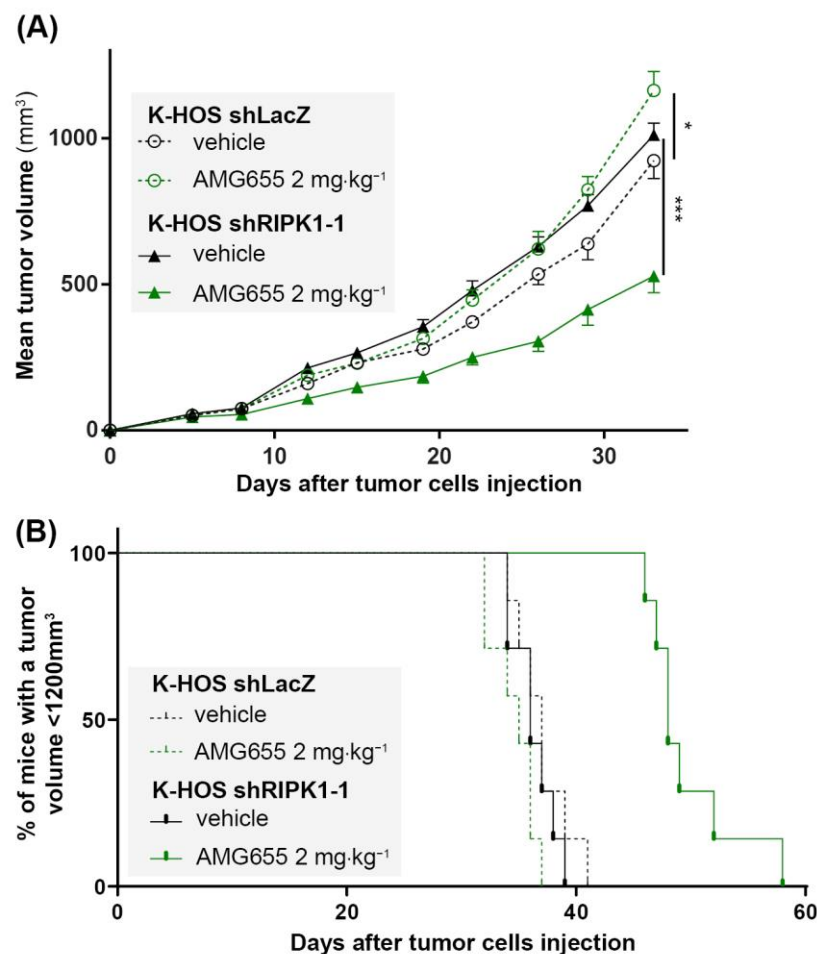 (A)
Mean tumor volume (mm³)
1000
500
0
K-HOS shLacZ
vehicle
AMG655 2 mg·kg⁻¹
K-HOS shRIPK1-1
vehicle
AMG655 2 mg·kg⁻¹
*
***
0 10 20 30
Days after tumor cells injection
(B)
% of mice with a tumor
volume <1200mm³
100
50
0
K-HOS shLacZ
vehicle
AMG655 2 mg·kg⁻¹
K-HOS shRIPK1-1
vehicle
AMG655 2 mg·kg⁻¹
0 20 40 60
Days after tumor cells injection